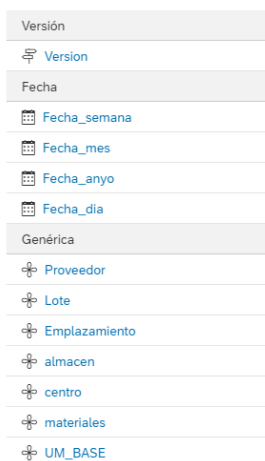 Versión
Version
Fecha
Fecha_semana
Fecha_mes
Fecha_anyo
Fecha_dia
Genérica
Proveedor
Lote
Emplazamiento
almacen
centro
materiales
UM_BASE